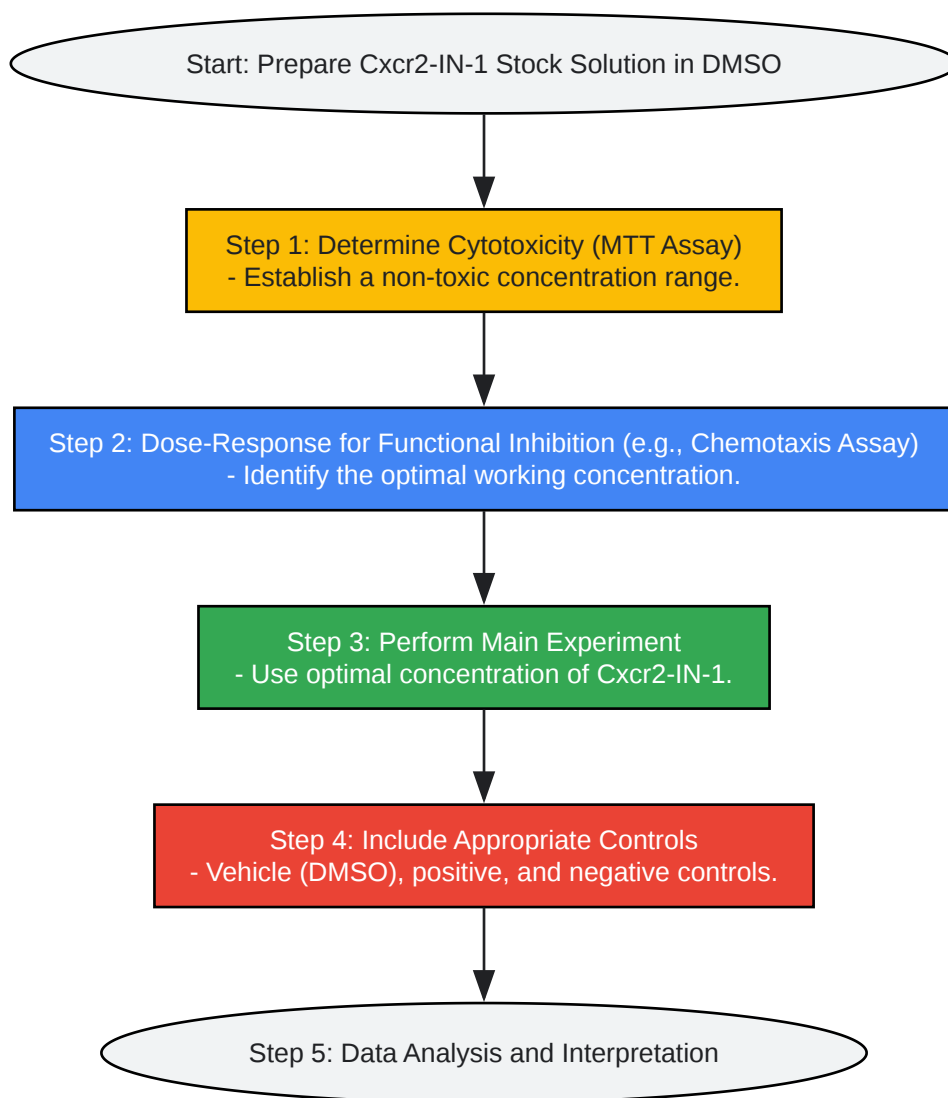 Start: Prepare Cxcr2-IN-1 Stock Solution in DMSO
Step 1: Determine Cytotoxicity (MTT Assay)
- Establish a non-toxic concentration range.
Step 2: Dose-Response for Functional Inhibition (e.g., Chemotaxis Assay)
- Identify the optimal working concentration.
Step 3: Perform Main Experiment
- Use optimal concentration of Cxcr2-IN-1.
Step 4: Include Appropriate Controls
- Vehicle (DMSO), positive, and negative controls.
Step 5: Data Analysis and Interpretation